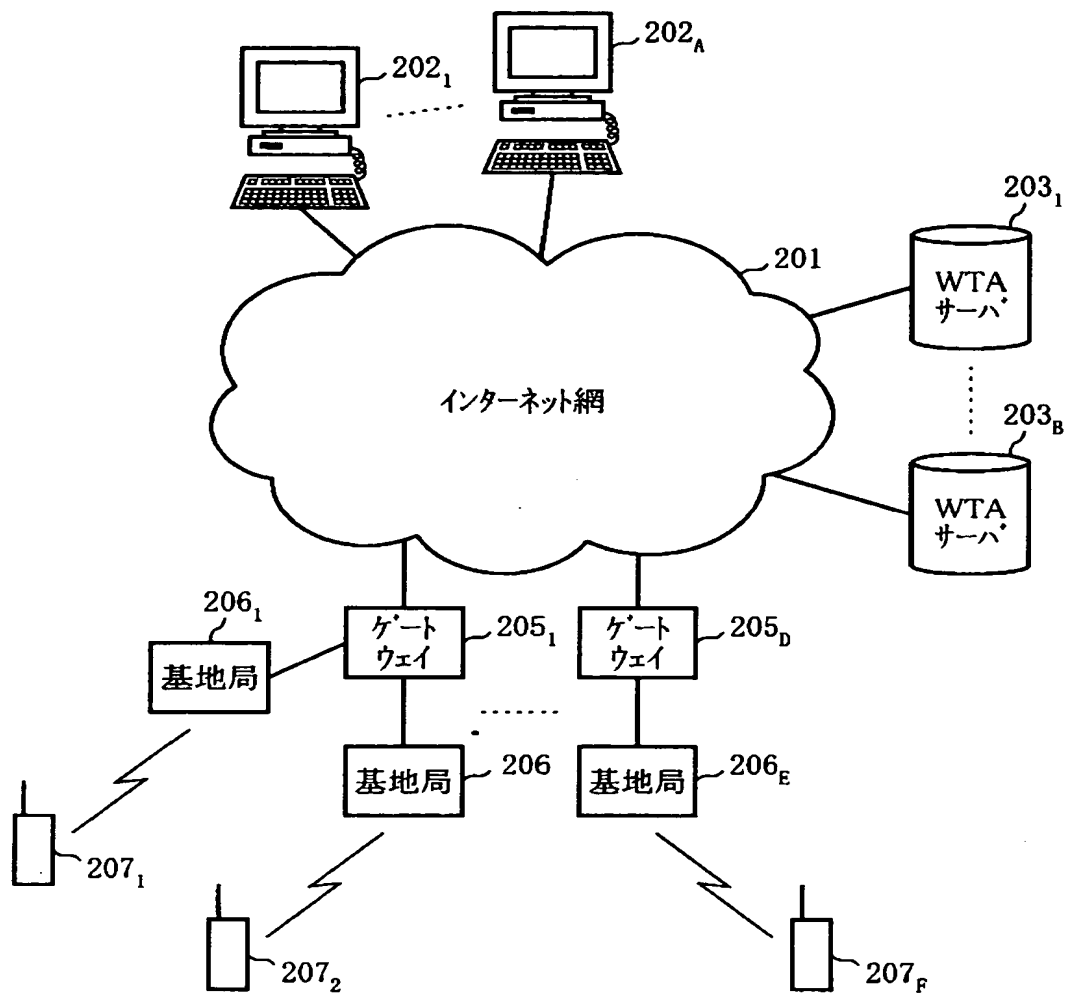 202₁
202A
201
203₁
WTA
サーバ
インターネット網
203B
WTA
サーバ
206₁
基地局
ゲート
ウェイ
205₁
ゲート
ウェイ
205D
基地局
206
基地局
206E
207₁
207₂
207F